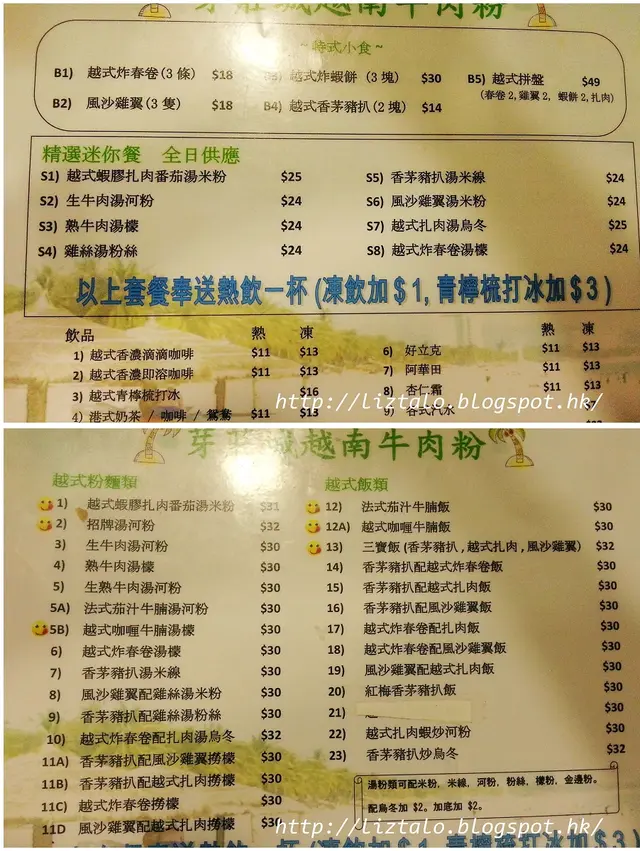 芽莊城越南牛肉粉
~特式小食~
B1) 越式炸春卷(3 條) $18
B3) 越式炸蝦餅 (3 塊) $30
B5) 越式拼盤 $49
(春卷2,雞翼2, 蝦餅2,扎肉)
B2) 風沙雞翼(3 隻) $18
B4) 越式香茅豬扒(2 塊) $14
精選迷你餐 全日供應
S1) 越式蝦膠扎肉番茄湯米粉 $25
S2) 生牛肉湯河粉 $24
S3) 熟牛肉湯檬 $24
S4) 雞絲湯粉絲 $24
S5) 香茅豬扒湯米線 $24
S6) 風沙雞翼湯米粉 $24
S7) 越式扎肉湯烏冬 $25
S8) 越式炸春卷湯檬 $24
以上套餐奉送熱飲一杯(凍飲加$1,青檸梳打冰加$3)
飲品 熱 凍
1) 越式香濃滴滴咖啡 $11 $13
2) 越式香濃即溶咖啡 $11 $13
3) 越式青檸梳打冰 $16
4) 港式奶茶 / 咖啡 / 鴛鴦 $11 $13
熱 凍
6) 好立克 $11 $13
7) 阿華田 $11 $13
8) 杏仁霜 $11 $13
9) 各式汽水
http://liztalo.blogspot.hk/
芽莊城越南牛肉粉
越式粉麵類
1) 越式蝦膠扎肉番茄湯米粉 $31
2) 招牌湯河粉 $32
3) 生牛肉湯河粉 $30
4) 熟牛肉湯檬 $30
5) 生熟牛肉湯河粉 $30
5A) 法式茄汁牛腩湯河粉 $30
5B) 越式咖喱牛腩湯檬 $30
6) 越式炸春卷湯檬 $30
7) 香茅豬扒湯米線 $30
8) 風沙雞翼配雞絲湯米粉 $30
9) 香茅豬扒配雞絲湯粉絲 $30
10) 越式炸春卷配扎肉湯烏冬 $32
11A) 香茅豬扒配風沙雞翼撈檬 $30
11B) 香茅豬扒配越式扎肉撈檬 $30
11C) 越式炸春卷撈檬 $30
11D 風沙雞翼配越式扎肉撈檬 $30
越式飯類
12) 法式茄汁牛腩飯 $30
12A) 越式咖喱牛腩飯 $30
13) 三寶飯(香茅豬扒,越式扎肉,風沙雞翼) $32
14) 香茅豬扒配越式炸春卷飯 $30
15) 香茅豬扒配越式扎肉飯 $30
16) 香茅豬扒配風沙雞翼飯 $30
17) 越式炸春卷配扎肉飯 $30
18) 越式炸春卷配風沙雞翼飯 $30
19) 風沙雞翼配越式扎肉飯 $30
20) 紅梅香茅豬扒飯 $30
21) $30
22) 越式扎肉蝦炒河粉 $30
23) 香茅豬扒炒烏冬 $32
湯粉類可配米粉, 米線, 河粉, 粉絲, 檬粉, 金邊粉。
配烏冬加 $2。加底加 $2。
http://liztalo.blogspot.hk/